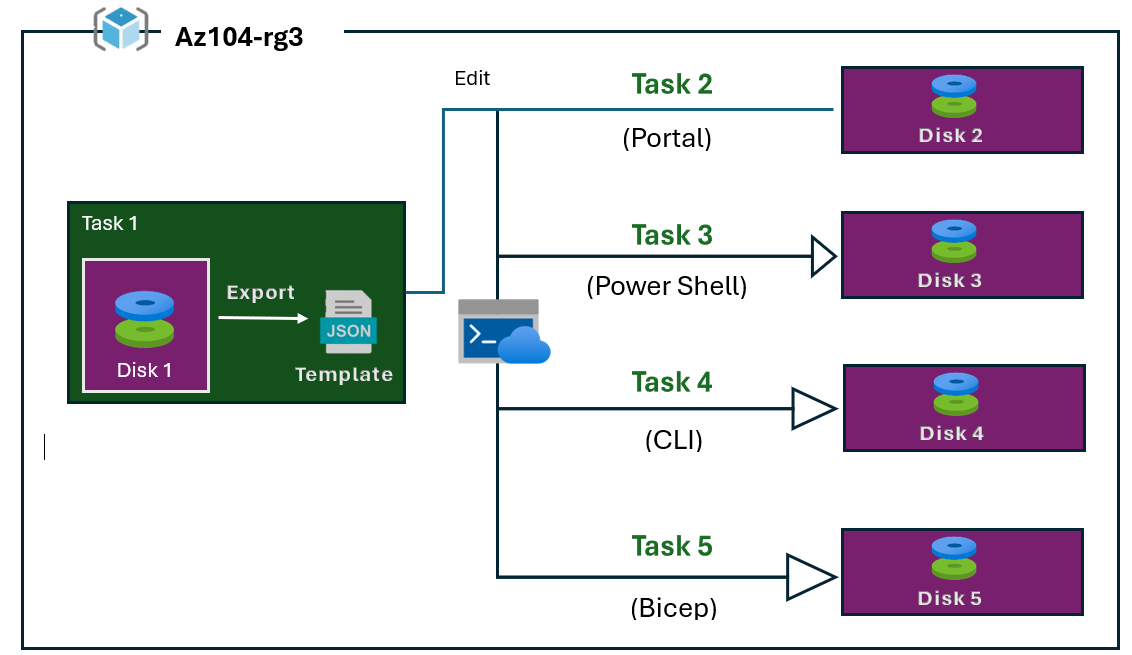 Az104-rg3
Edit
Task 2
(Portal)
Disk 2
Task 1
Disk 1
Export
JSON
Template
Task 3
(Power Shell)
Disk 3
Task 4
(CLI)
Disk 4
Task 5
(Bicep)
Disk 5